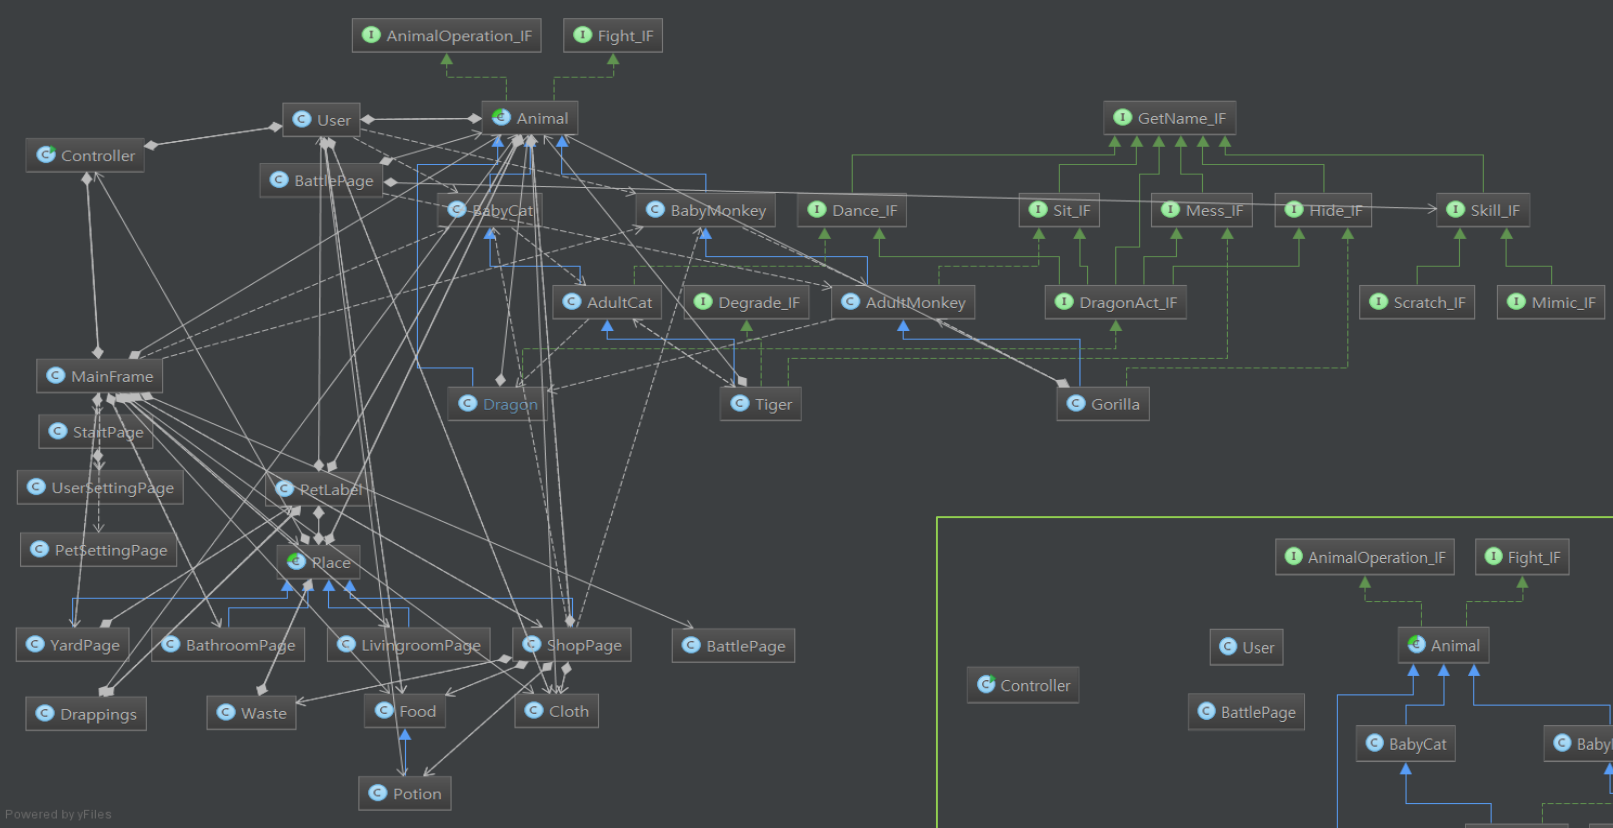 AnimalOperation_IF
Fight_IF
User
Animal
GetName_IF
Controller
BattlePage
BabyCat
BabyMonkey
Dance_IF
Sit_IF
Mess_IF
Hide_IF
Skill_IF
AdultCat
Degrade_IF
AdultMonkey
DragonAct_IF
Scratch_IF
Mimic_IF
MainFrame
Dragon
Tiger
Gorilla
StartPage
UserSettingPage
PetLabel
PetSettingPage
Place
YardPage
BathroomPage
LivingroomPage
ShopPage
BattlePage
Drappings
Waste
Food
Cloth
Potion
AnimalOperation_IF
Fight_IF
User
Animal
Controller
BattlePage
BabyCat
Baby
Powered by yFiles